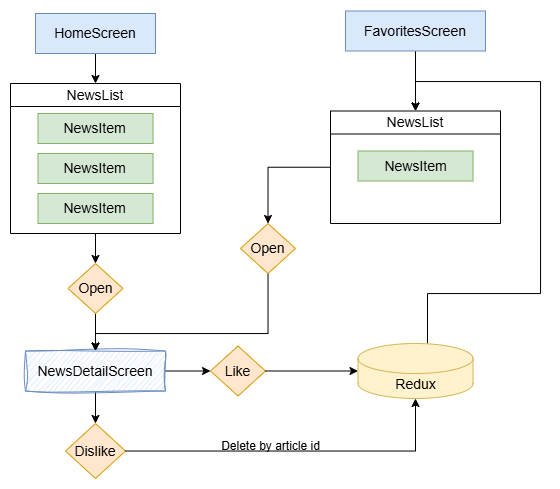 HomeScreen
FavoritesScreen
NewsList
NewsItem
NewsItem
NewsItem
NewsList
NewsItem
Open
Open
NewsDetailScreen
Like
Redux
Dislike
Delete by article id